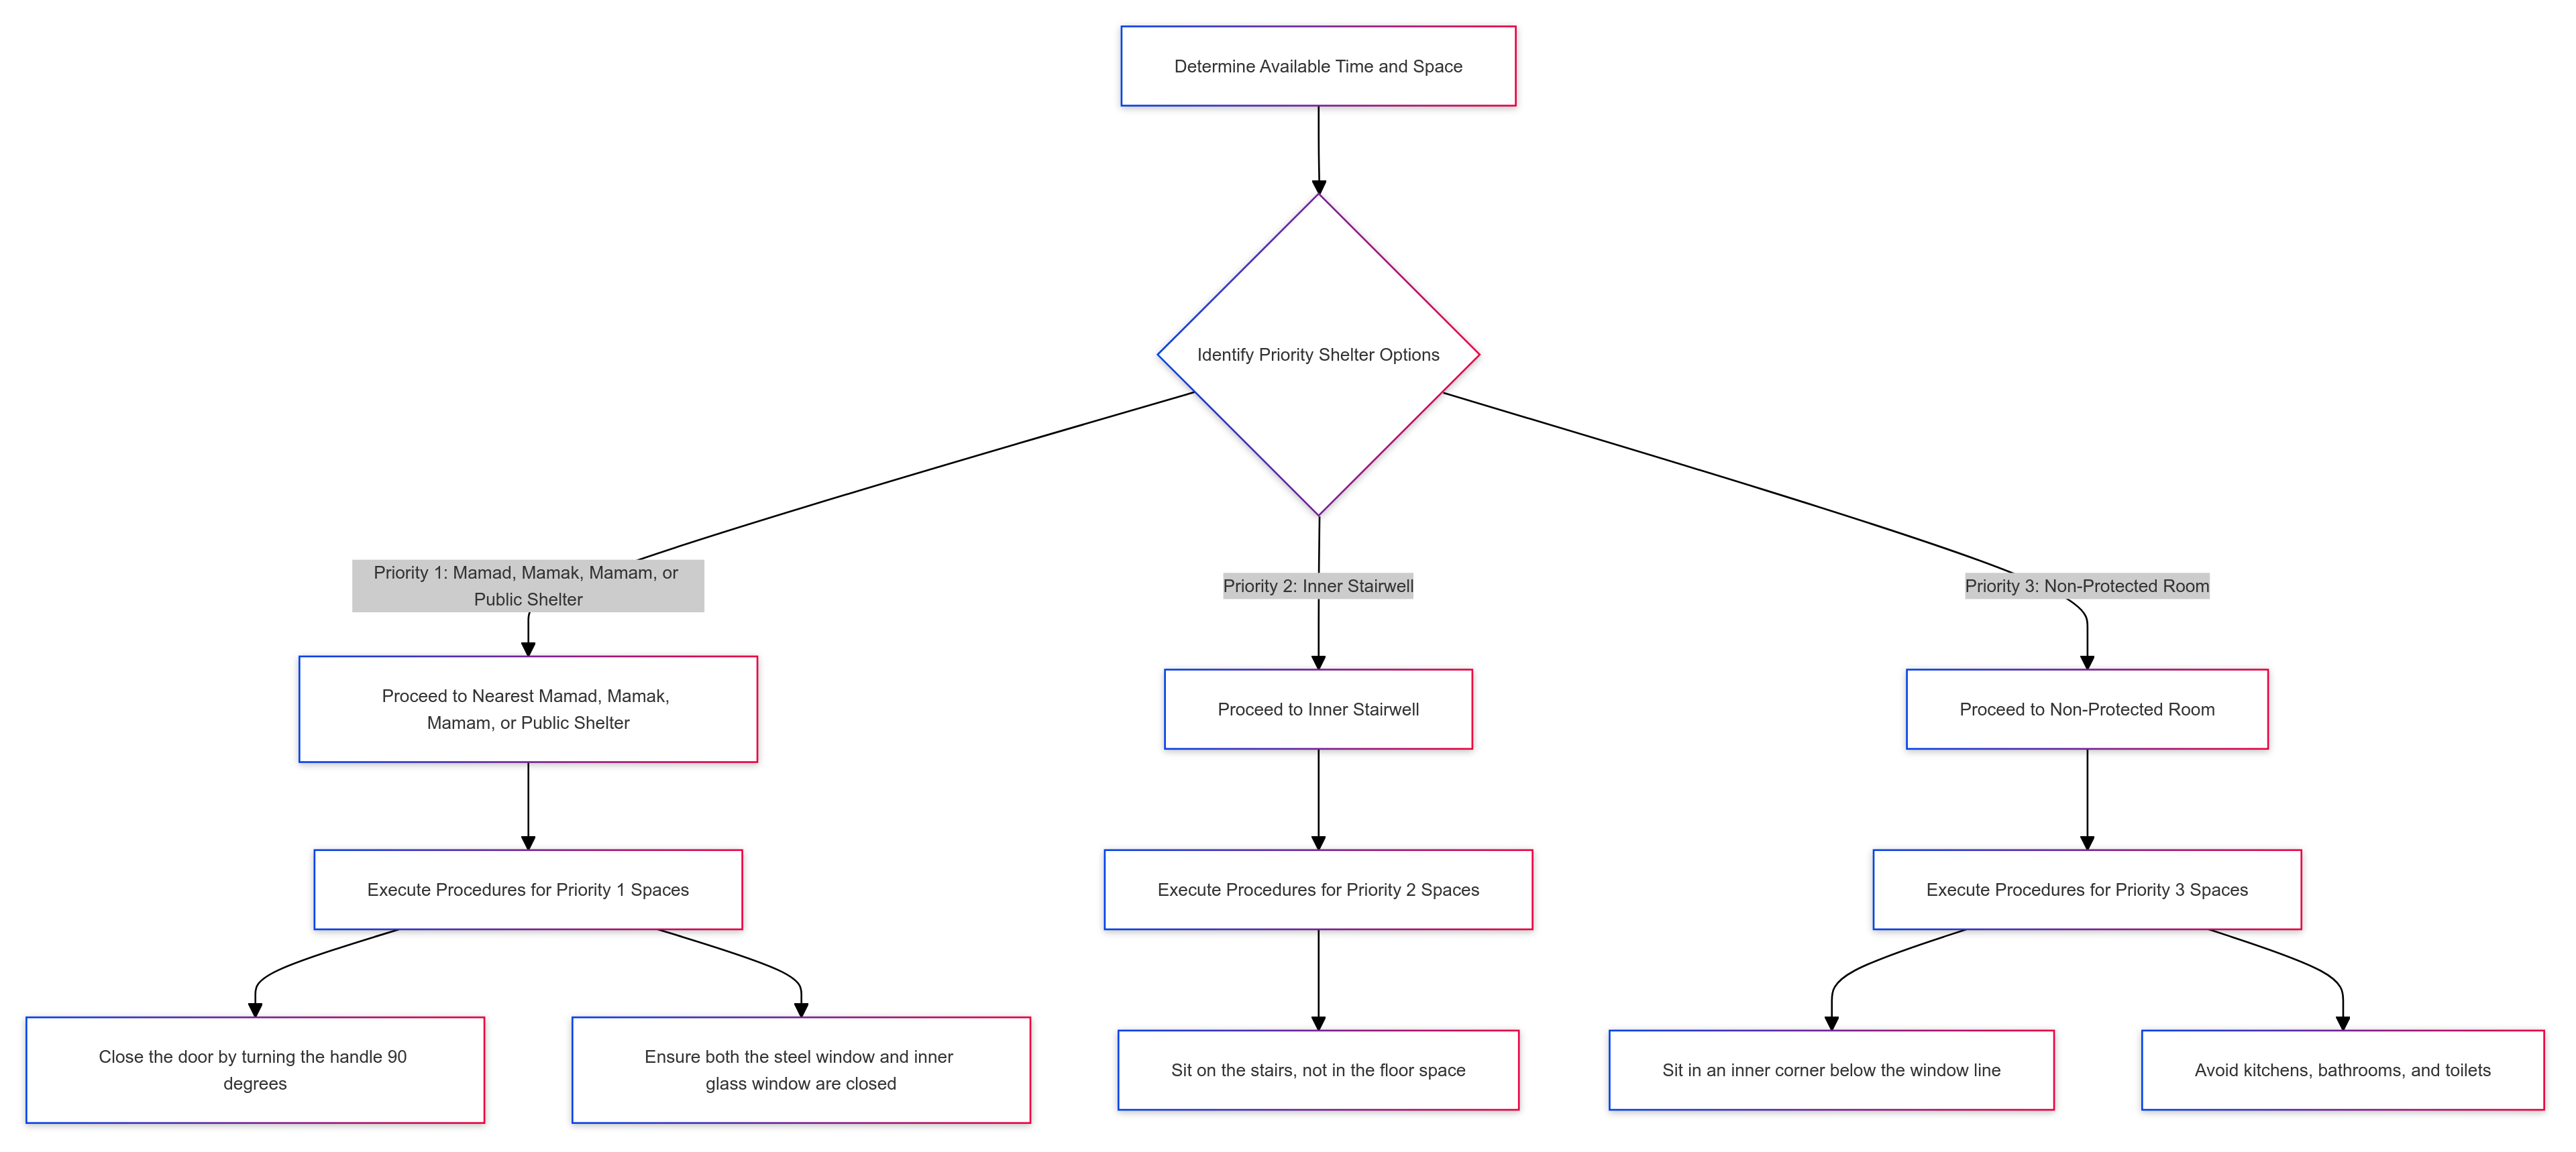 Determine Available Time and Space
Identify Priority Shelter Options
Priority 1: Mamad, Mamak, Mamam, or
Public Shelter
Priority 2: Inner Stairwell
Priority 3: Non-Protected Room
Proceed to Nearest Mamad, Mamak,
Mamam, or Public Shelter
Proceed to Inner Stairwell
Proceed to Non-Protected Room
Execute Procedures for Priority 1 Spaces
Execute Procedures for Priority 2 Spaces
Execute Procedures for Priority 3 Spaces
Close the door by turning the handle 90
degrees
Ensure both the steel window and inner
glass window are closed
Sit on the stairs, not in the floor space
Sit in an inner corner below the window line
Avoid kitchens, bathrooms, and toilets